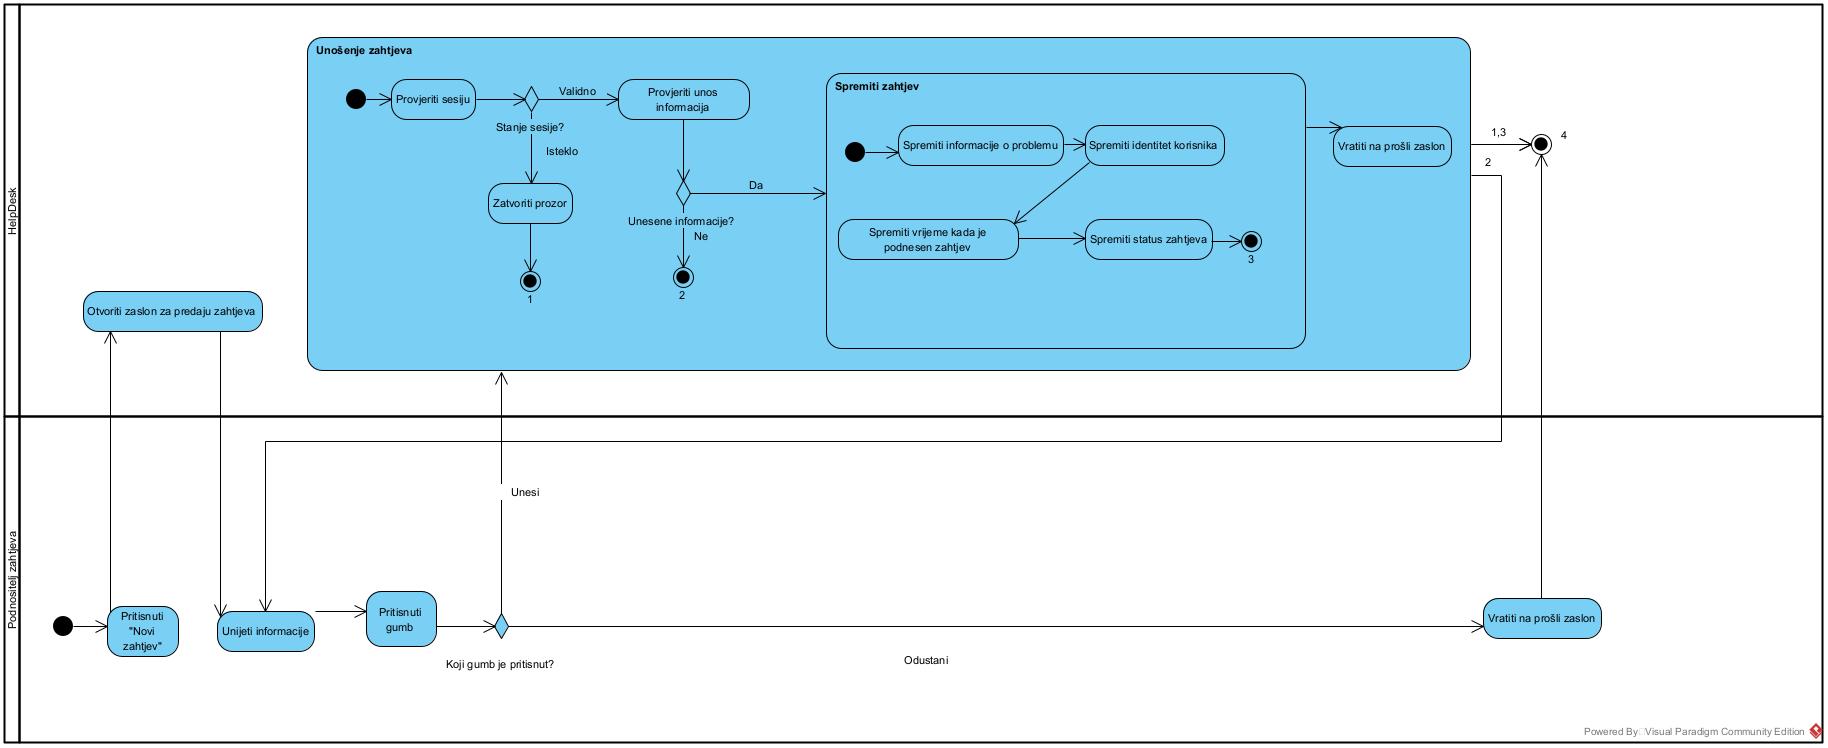 HelpDesk
Unošenje zahtjeva
Provjeriti sesiju
Validno
Stanje sesije?
Isteklo
Zatvoriti prozor
1
Provjeriti unos
informacija
Da
Unesene informacije?
Ne
2
Spremiti zahtjev
Spremiti informacije o problemu
Spremiti identitet korisnika
Spremiti vrijeme kada je
podnesen zahtjev
Spremiti status zahtjeva
3
Vratiti na prošli zaslon
1,3
2
4
Otvoriti zaslon za predaju zahtjeva
Podnositelj zahtjeva
Pritisnuti
"Novi
zahtjev"
Unijeti informacije
Pritisnuti
gumb
Unesi
Koji gumb je pritisnut?
Odustani
Vratiti na prošli zaslon
Powered By Visual Paradigm Community Edition